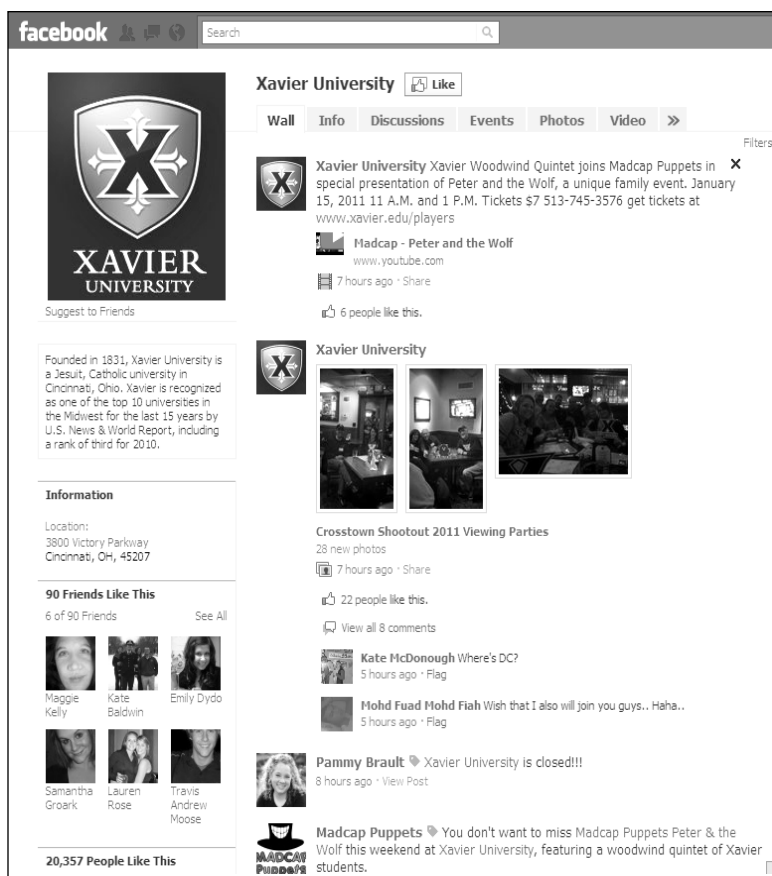 facebook
Search
XAVIER
UNIVERSITY
Suggest to Friends
Founded in 1831, Xavier University is
a Jesuit, Catholic university in
Cincinnati, Ohio. Xavier is recognized
as one of the top 10 universities in
the Midwest for the last 15 years by
U.S. News & World Report, including
a rank of third for 2010.
Information
Location:
3800 Victory Parkway
Cincinnati, OH, 45207
90 Friends Like This
6 of 90 Friends See All
Maggie Kelly
Kate Baldwin
Emily Dydo
Samantha Groark
Lauren Rose
Travis Andrew Moose
20,357 People Like This
Xavier University Like
Wall Info Discussions Events Photos Video »
Filters
Xavier University Xavier Woodwind Quintet joins Madcap Puppets in
special presentation of Peter and the Wolf, a unique family event. January
15, 2011 11 A.M. and 1 P.M. Tickets $7 513-745-3576 get tickets at
www.xavier.edu/players
Madcap - Peter and the Wolf
www.youtube.com
7 hours ago · Share
6 people like this.
Xavier University
Crosstown Shootout 2011 Viewing Parties
28 new photos
7 hours ago · Share
22 people like this.
View all 8 comments
Kate McDonough Where's DC?
5 hours ago · Flag
Mohd Fuad Mohd Fiah Wish that I also will join you guys.. Haha..
5 hours ago · Flag
Pammy Brault Xavier University is closed!!!
8 hours ago · View Post
MADCAP
Puppets
Madcap Puppets You don't want to miss Madcap Puppets Peter & the
Wolf this weekend at Xavier University, featuring a woodwind quintet of Xavier
students.